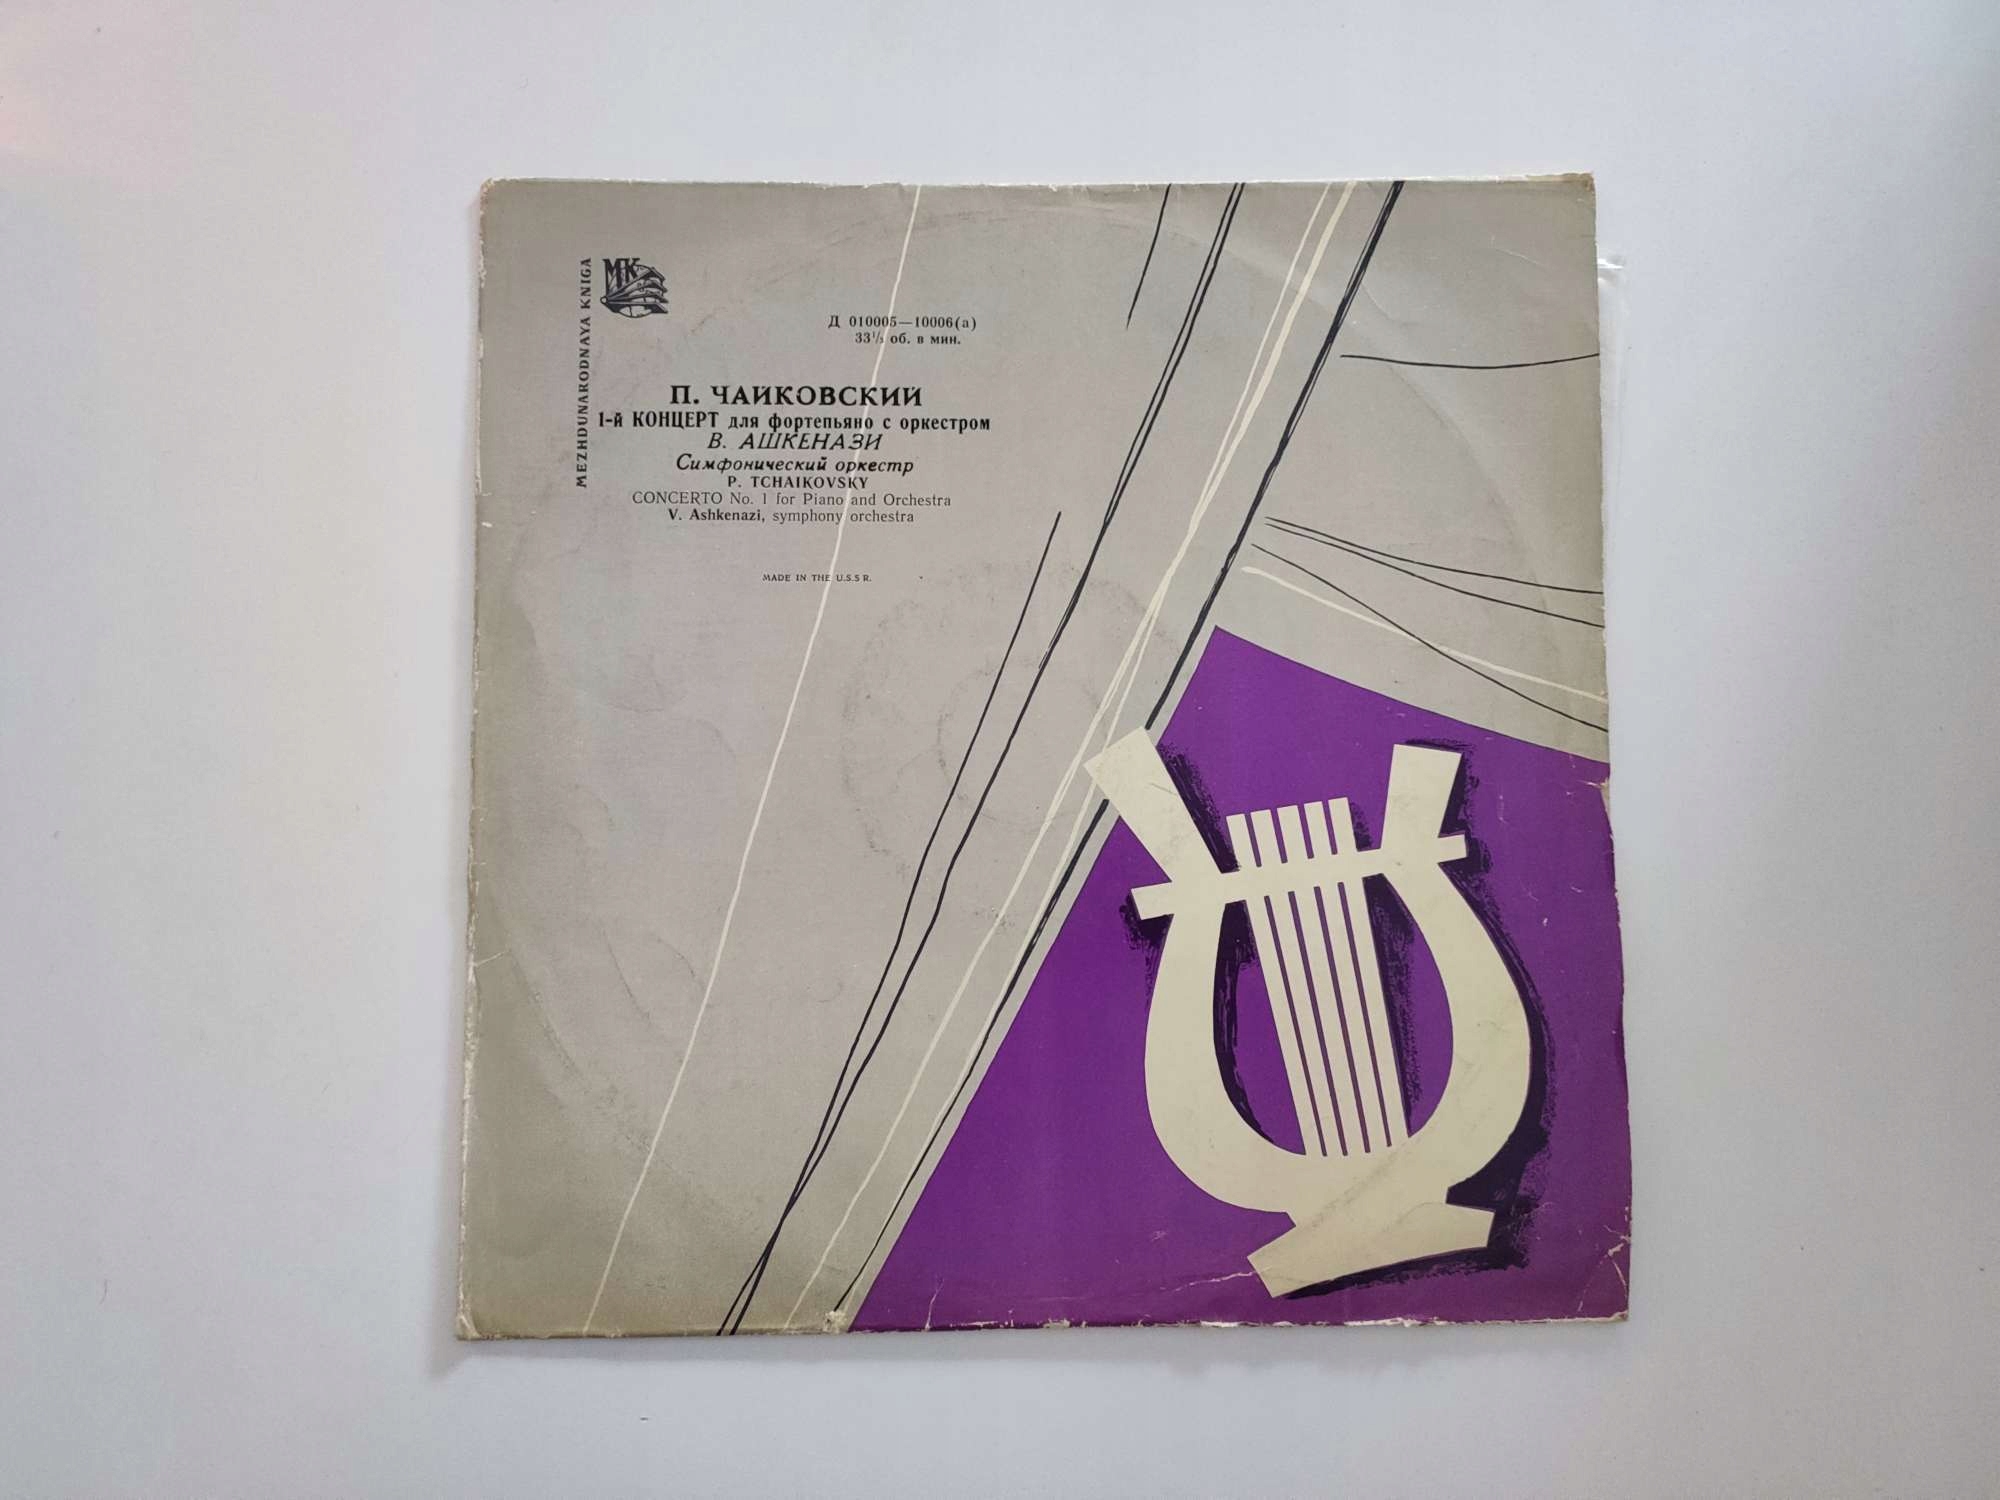 MEZHDUNARODNAYA KNIGA
МК
Д 010005—10006(а)
33⅓ об. в мин.
П. ЧАЙКОВСКИЙ
1-й КОНЦЕРТ для фортепьяно с оркестром
В. АШКЕНАЗИ
Симфонический оркестр
P. TCHAIKOVSKY
CONCERTO No. 1 for Piano and Orchestra
V. Ashkenazi, symphony orchestra
MADE IN THE U.S.S R.